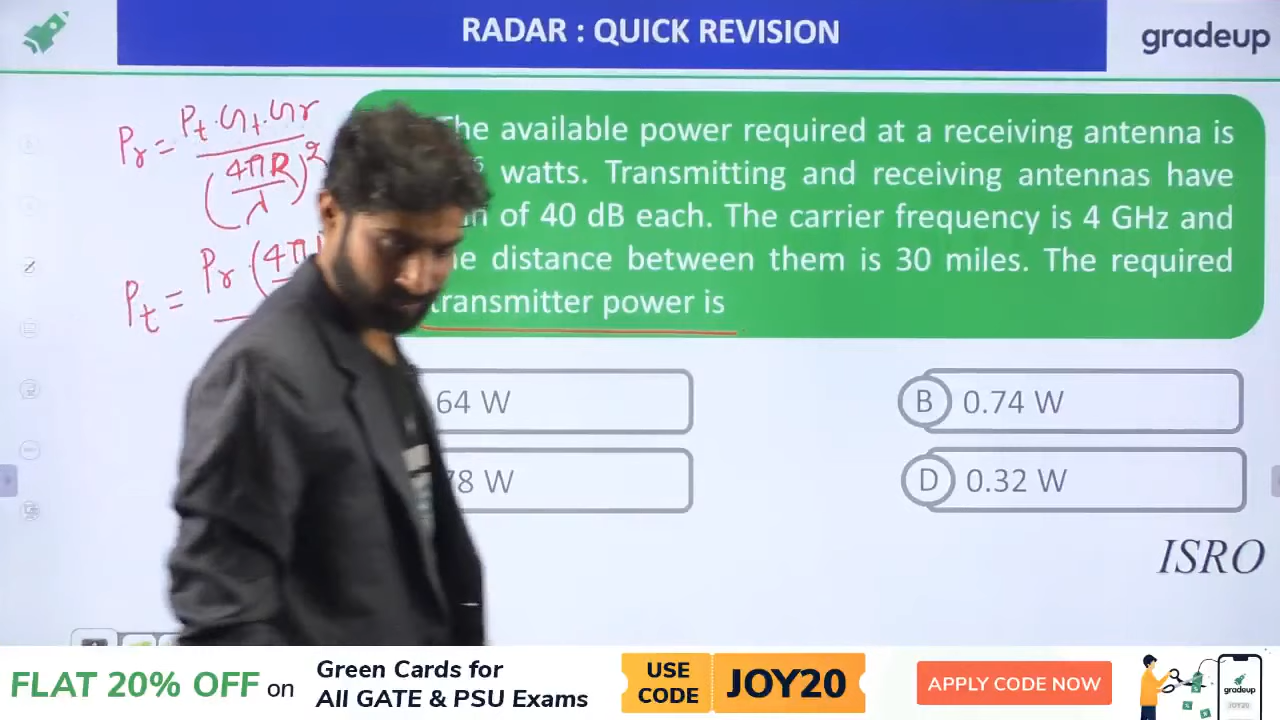 RADAR : QUICK REVISION
gradeup
Pr = Pt . Gt . Gr
(4πR
λ)2
Pt = Pr . (4π
available power required at a receiving antenna is
6 watts. Transmitting and receiving antennas have
of 40 dB each. The carrier frequency is 4 GHz and
distance between them is 30 miles. The required
transmitter power is
64 W
B 0.74 W
78 W
D 0.32 W
ISRO
FLAT 20% OFF on
Green Cards for
All GATE & PSU Exams
USE
CODE
JOY20
APPLY CODE NOW
gradeup
JOY20